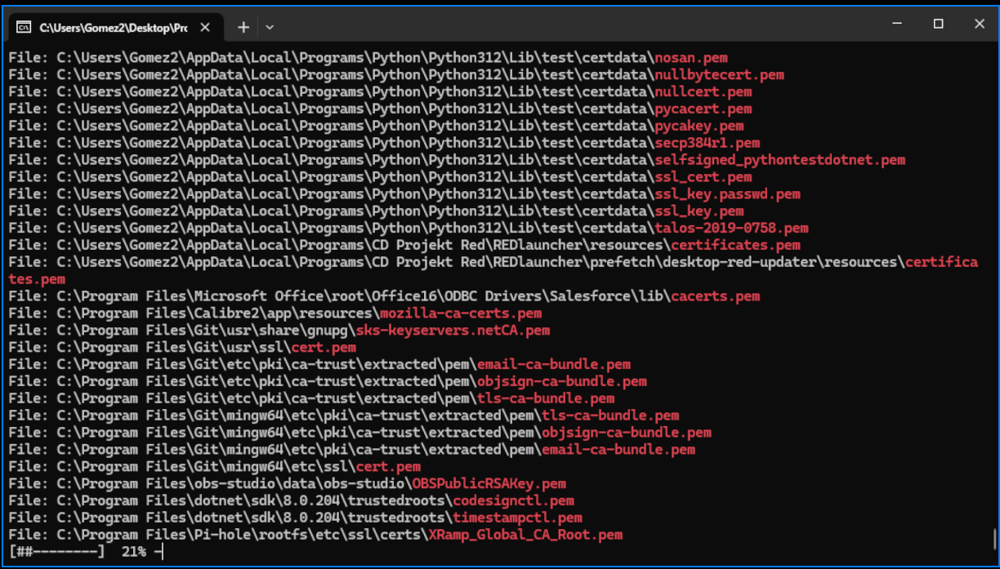 C:\Users\Gomez2\Desktop\Prc
File: C:\Users\Gomez2\AppData\Local\Programs\Python\Python312\Lib\test\certdata\nosan.pem
File: C:\Users\Gomez2\AppData\Local\Programs\Python\Python312\Lib\test\certdata\nullbytecert.pem
File: C:\Users\Gomez2\AppData\Local\Programs\Python\Python312\Lib\test\certdata\nullcert.pem
File: C:\Users\Gomez2\AppData\Local\Programs\Python\Python312\Lib\test\certdata\pycacert.pem
File: C:\Users\Gomez2\AppData\Local\Programs\Python\Python312\Lib\test\certdata\pycakey.pem
File: C:\Users\Gomez2\AppData\Local\Programs\Python\Python312\Lib\test\certdata\secp384r1.pem
File: C:\Users\Gomez2\AppData\Local\Programs\Python\Python312\Lib\test\certdata\selfsigned_pythontestdotnet.pem
File: C:\Users\Gomez2\AppData\Local\Programs\Python\Python312\Lib\test\certdata\ssl_cert.pem
File: C:\Users\Gomez2\AppData\Local\Programs\Python\Python312\Lib\test\certdata\ssl_key.passwd.pem
File: C:\Users\Gomez2\AppData\Local\Programs\Python\Python312\Lib\test\certdata\ssl_key.pem
File: C:\Users\Gomez2\AppData\Local\Programs\Python\Python312\Lib\test\certdata\talos-2019-0758.pem
File: C:\Users\Gomez2\AppData\Local\Programs\CD Projekt Red\REDlauncher\resources\certificates.pem
File: C:\Users\Gomez2\AppData\Local\Programs\CD Projekt Red\REDlauncher\prefetch\desktop-red-updater\resources\certifica
tes.pem
File: C:\Program Files\Microsoft Office\root\Office16\ODBC Drivers\Salesforce\lib\cacerts.pem
File: C:\Program Files\Calibre2\app\resources\mozilla-ca-certs.pem
File: C:\Program Files\Git\usr\share\gnupg\sks-keyservers.netCA.pem
File: C:\Program Files\Git\usr\ssl\cert.pem
File: C:\Program Files\Git\etc\pki\ca-trust\extracted\pem\email-ca-bundle.pem
File: C:\Program Files\Git\etc\pki\ca-trust\extracted\pem\objsign-ca-bundle.pem
File: C:\Program Files\Git\etc\pki\ca-trust\extracted\pem\tls-ca-bundle.pem
File: C:\Program Files\Git\mingw64\etc\pki\ca-trust\extracted\pem\tls-ca-bundle.pem
File: C:\Program Files\Git\mingw64\etc\pki\ca-trust\extracted\pem\objsign-ca-bundle.pem
File: C:\Program Files\Git\mingw64\etc\pki\ca-trust\extracted\pem\email-ca-bundle.pem
File: C:\Program Files\Git\mingw64\etc\ssl\cert.pem
File: C:\Program Files\obs-studio\data\obs-studio\OBSPublicRSAKey.pem
File: C:\Program Files\dotnet\sdk\8.0.204\trustedroots\codesignctl.pem
File: C:\Program Files\dotnet\sdk\8.0.204\trustedroots\timestampctl.pem
File: C:\Program Files\Pi-hole\rootfs\etc\ssl\certs\XRamp_Global_CA_Root.pem
[##--------]  21% -